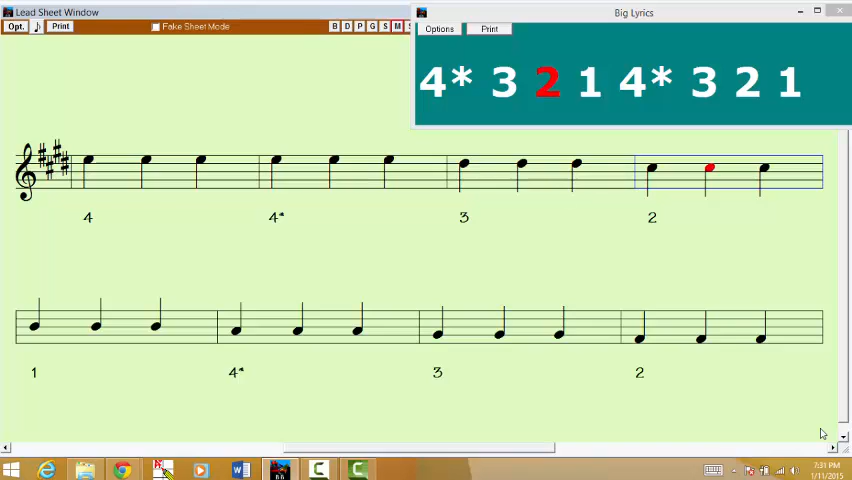 Lead Sheet Window
Big Lyrics
Opt. Print Fake Sheet Mode B D P G S M S
Options Print
4* 3 2 1 4* 3 2 1
4 4* 3 2
1 4* 3 2
7:31 PM
1/11/2015